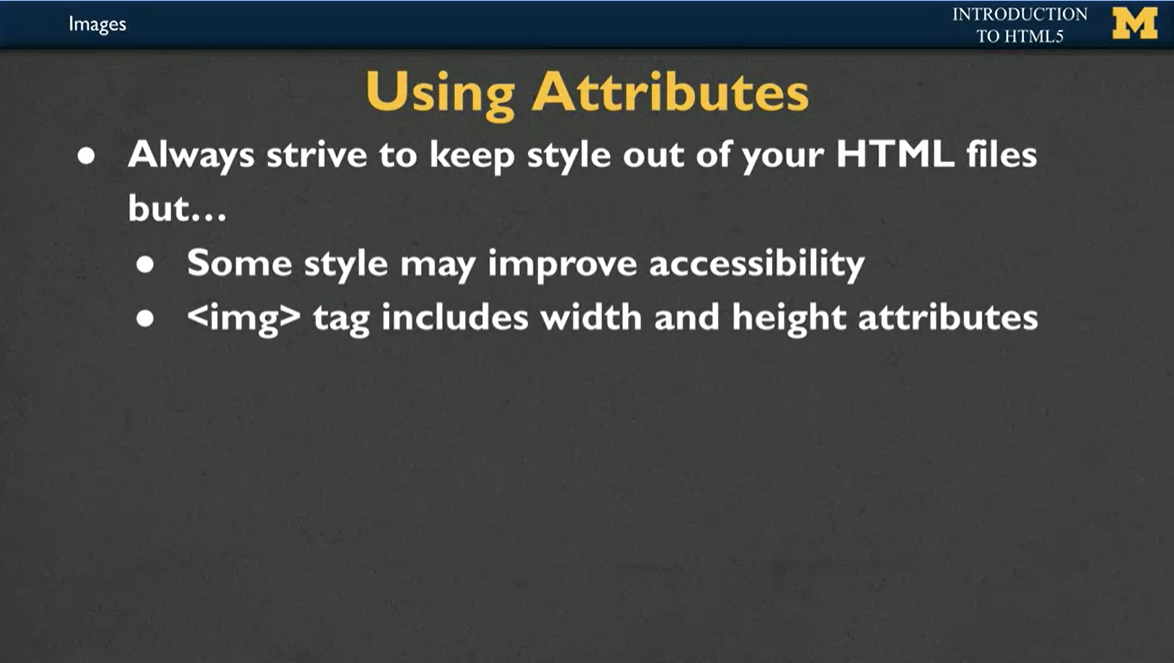 Images
INTRODUCTION
TO HTML5
M
Using Attributes
● Always strive to keep style out of your HTML files
but...
● Some style may improve accessibility
● <img> tag includes width and height attributes